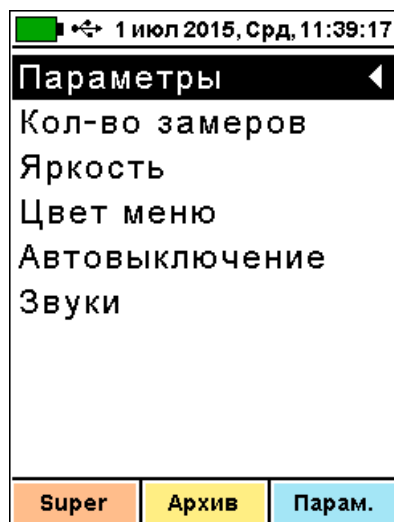 1 июл 2015, Срд, 11:39:17
Параметры
Кол-во замеров
Яркость
Цвет меню
Автовыключение
Звуки
Super Архив Парам.